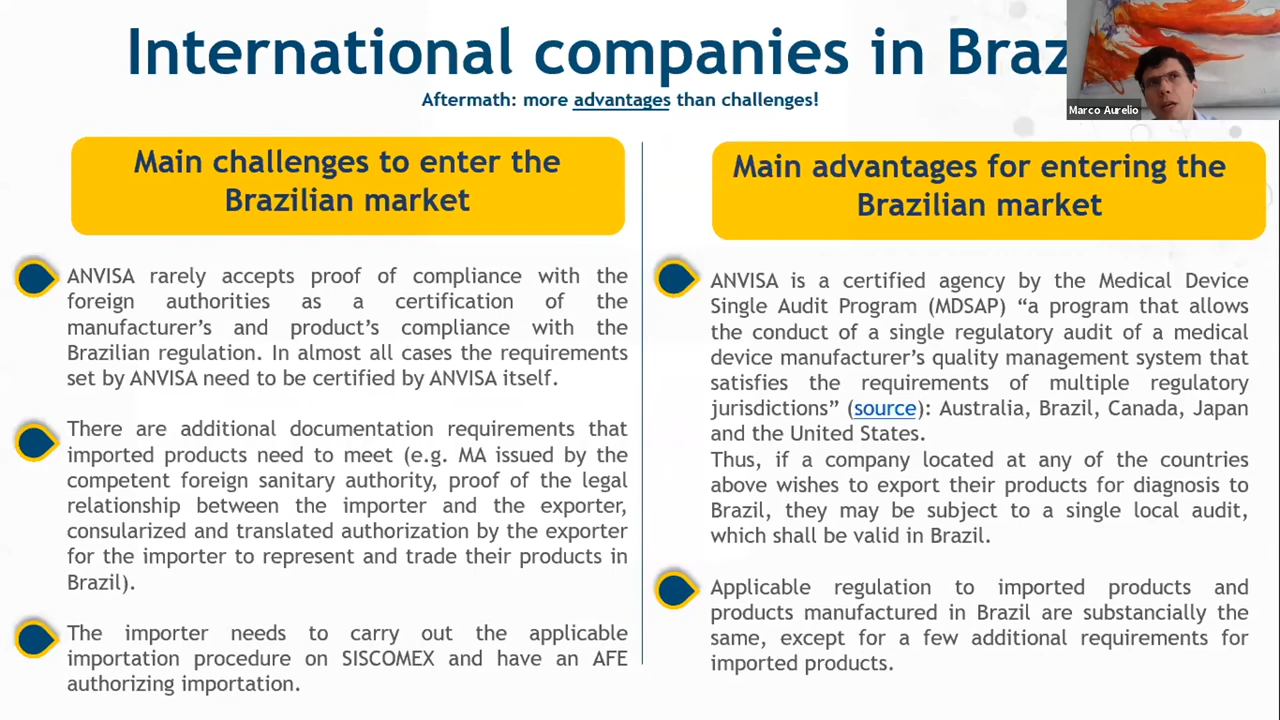 International companies in Braz
Marco Aurelio
Aftermath: more advantages than challenges!
Main challenges to enter the
Brazilian market
ANVISA rarely accepts proof of compliance with the
foreign authorities as a certification of the
manufacturer's and product's compliance with the
Brazilian regulation. In almost all cases the requirements
set by ANVISA need to be certified by ANVISA itself.
There are additional documentation requirements that
imported products need to meet (e.g. MA issued by the
competent foreign sanitary authority, proof of the legal
relationship between the importer and the exporter,
consularized and translated authorization by the exporter
for the importer to represent and trade their products in
Brazil).
The importer needs to carry out the applicable
importation procedure on SISCOMEX and have an AFE
authorizing importation.
Main advantages for entering the
Brazilian market
ANVISA is a certified agency by the Medical Device
Single Audit Program (MDSAP) “a program that allows
the conduct of a single regulatory audit of a medical
device manufacturer's quality management system that
satisfies the requirements of multiple regulatory
jurisdictions” (source): Australia, Brazil, Canada, Japan
and the United States.
Thus, if a company located at any of the countries
above wishes to export their products for diagnosis to
Brazil, they may be subject to a single local audit,
which shall be valid in Brazil.
Applicable regulation to imported products and
products manufactured in Brazil are substancially the
same, except for a few additional requirements for
imported products.